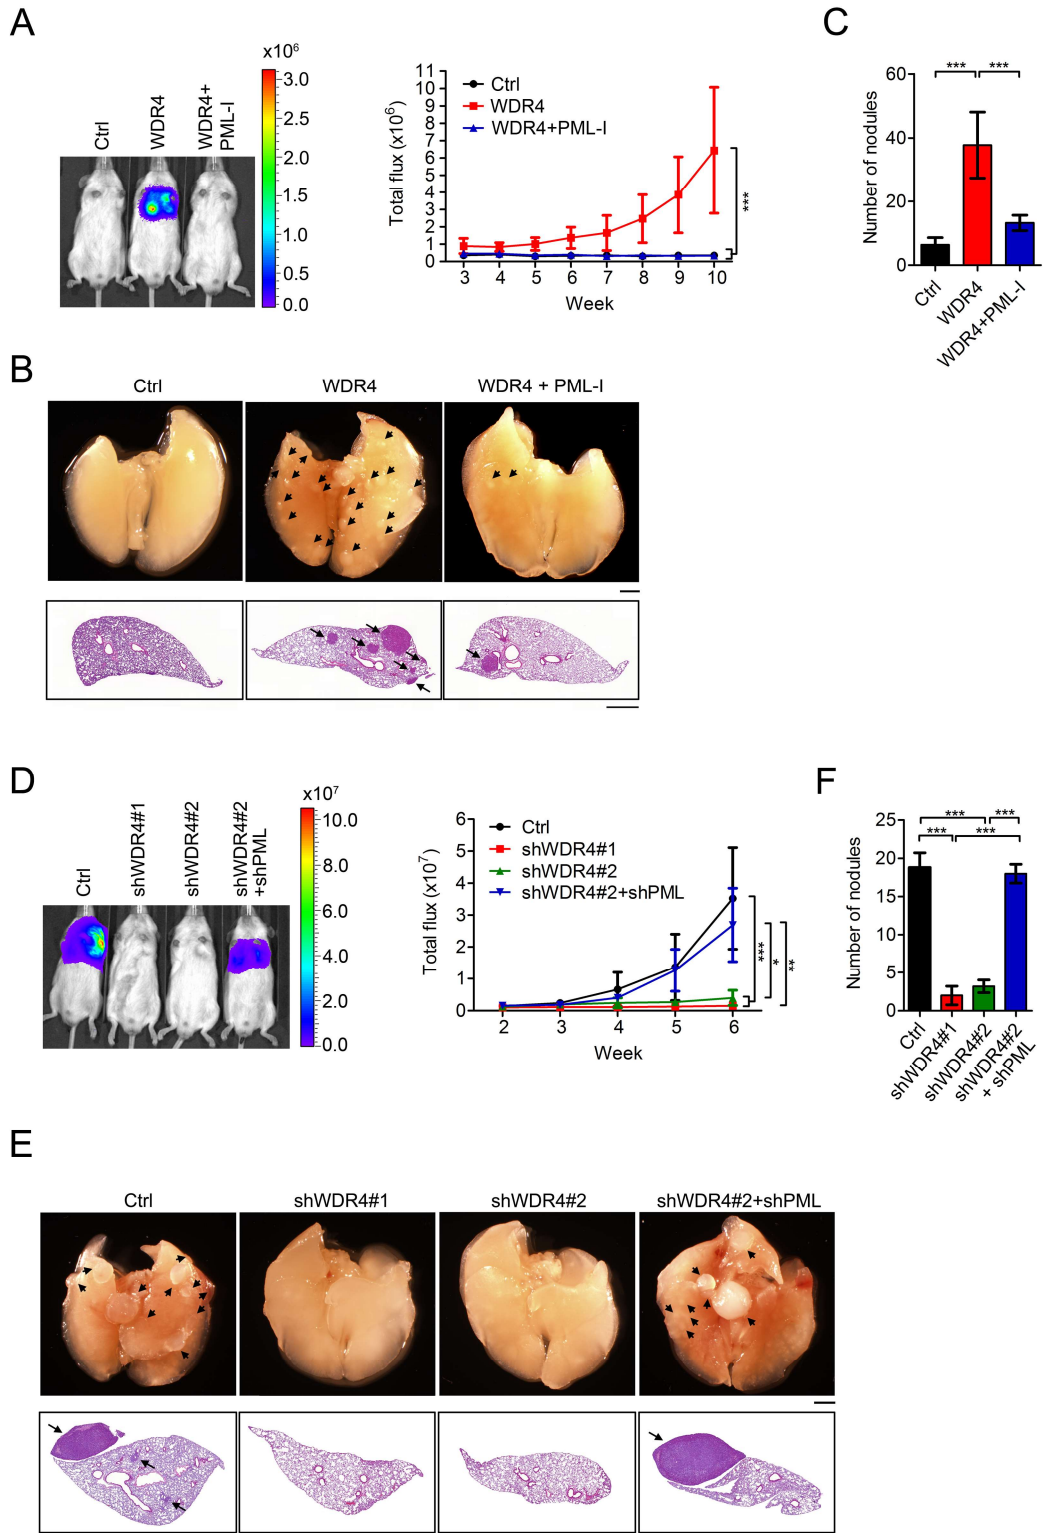 A
x10⁶
Ctrl
WDR4
WDR4+
PML-I
3.0
2.5
2.0
1.5
1.0
0.5
0.0
Total flux (x10⁶)
11
10
9
8
7
6
5
4
3
2
1
0
Ctrl
WDR4
WDR4+PML-I
***
3 4 5 6 7 8 9 10
Week
C
Number of nodules
60
40
20
0
*** ***
Ctrl
WDR4
WDR4+PML-I
B
Ctrl WDR4 WDR4 + PML-I
D
x10⁷
Ctrl
shWDR4#1
shWDR4#2
shWDR4#2
+shPML
10.0
8.0
6.0
4.0
2.0
0.0
Total flux (x10⁷)
6
5
4
3
2
1
0
Ctrl
shWDR4#1
shWDR4#2
shWDR4#2+shPML
***
*
**
2 3 4 5 6
Week
F
Number of nodules
25
20
15
10
5
0
*** ***
*** ***
Ctrl
shWDR4#1
shWDR4#2
shWDR4#2
+ shPML
E
Ctrl shWDR4#1 shWDR4#2 shWDR4#2+shPML